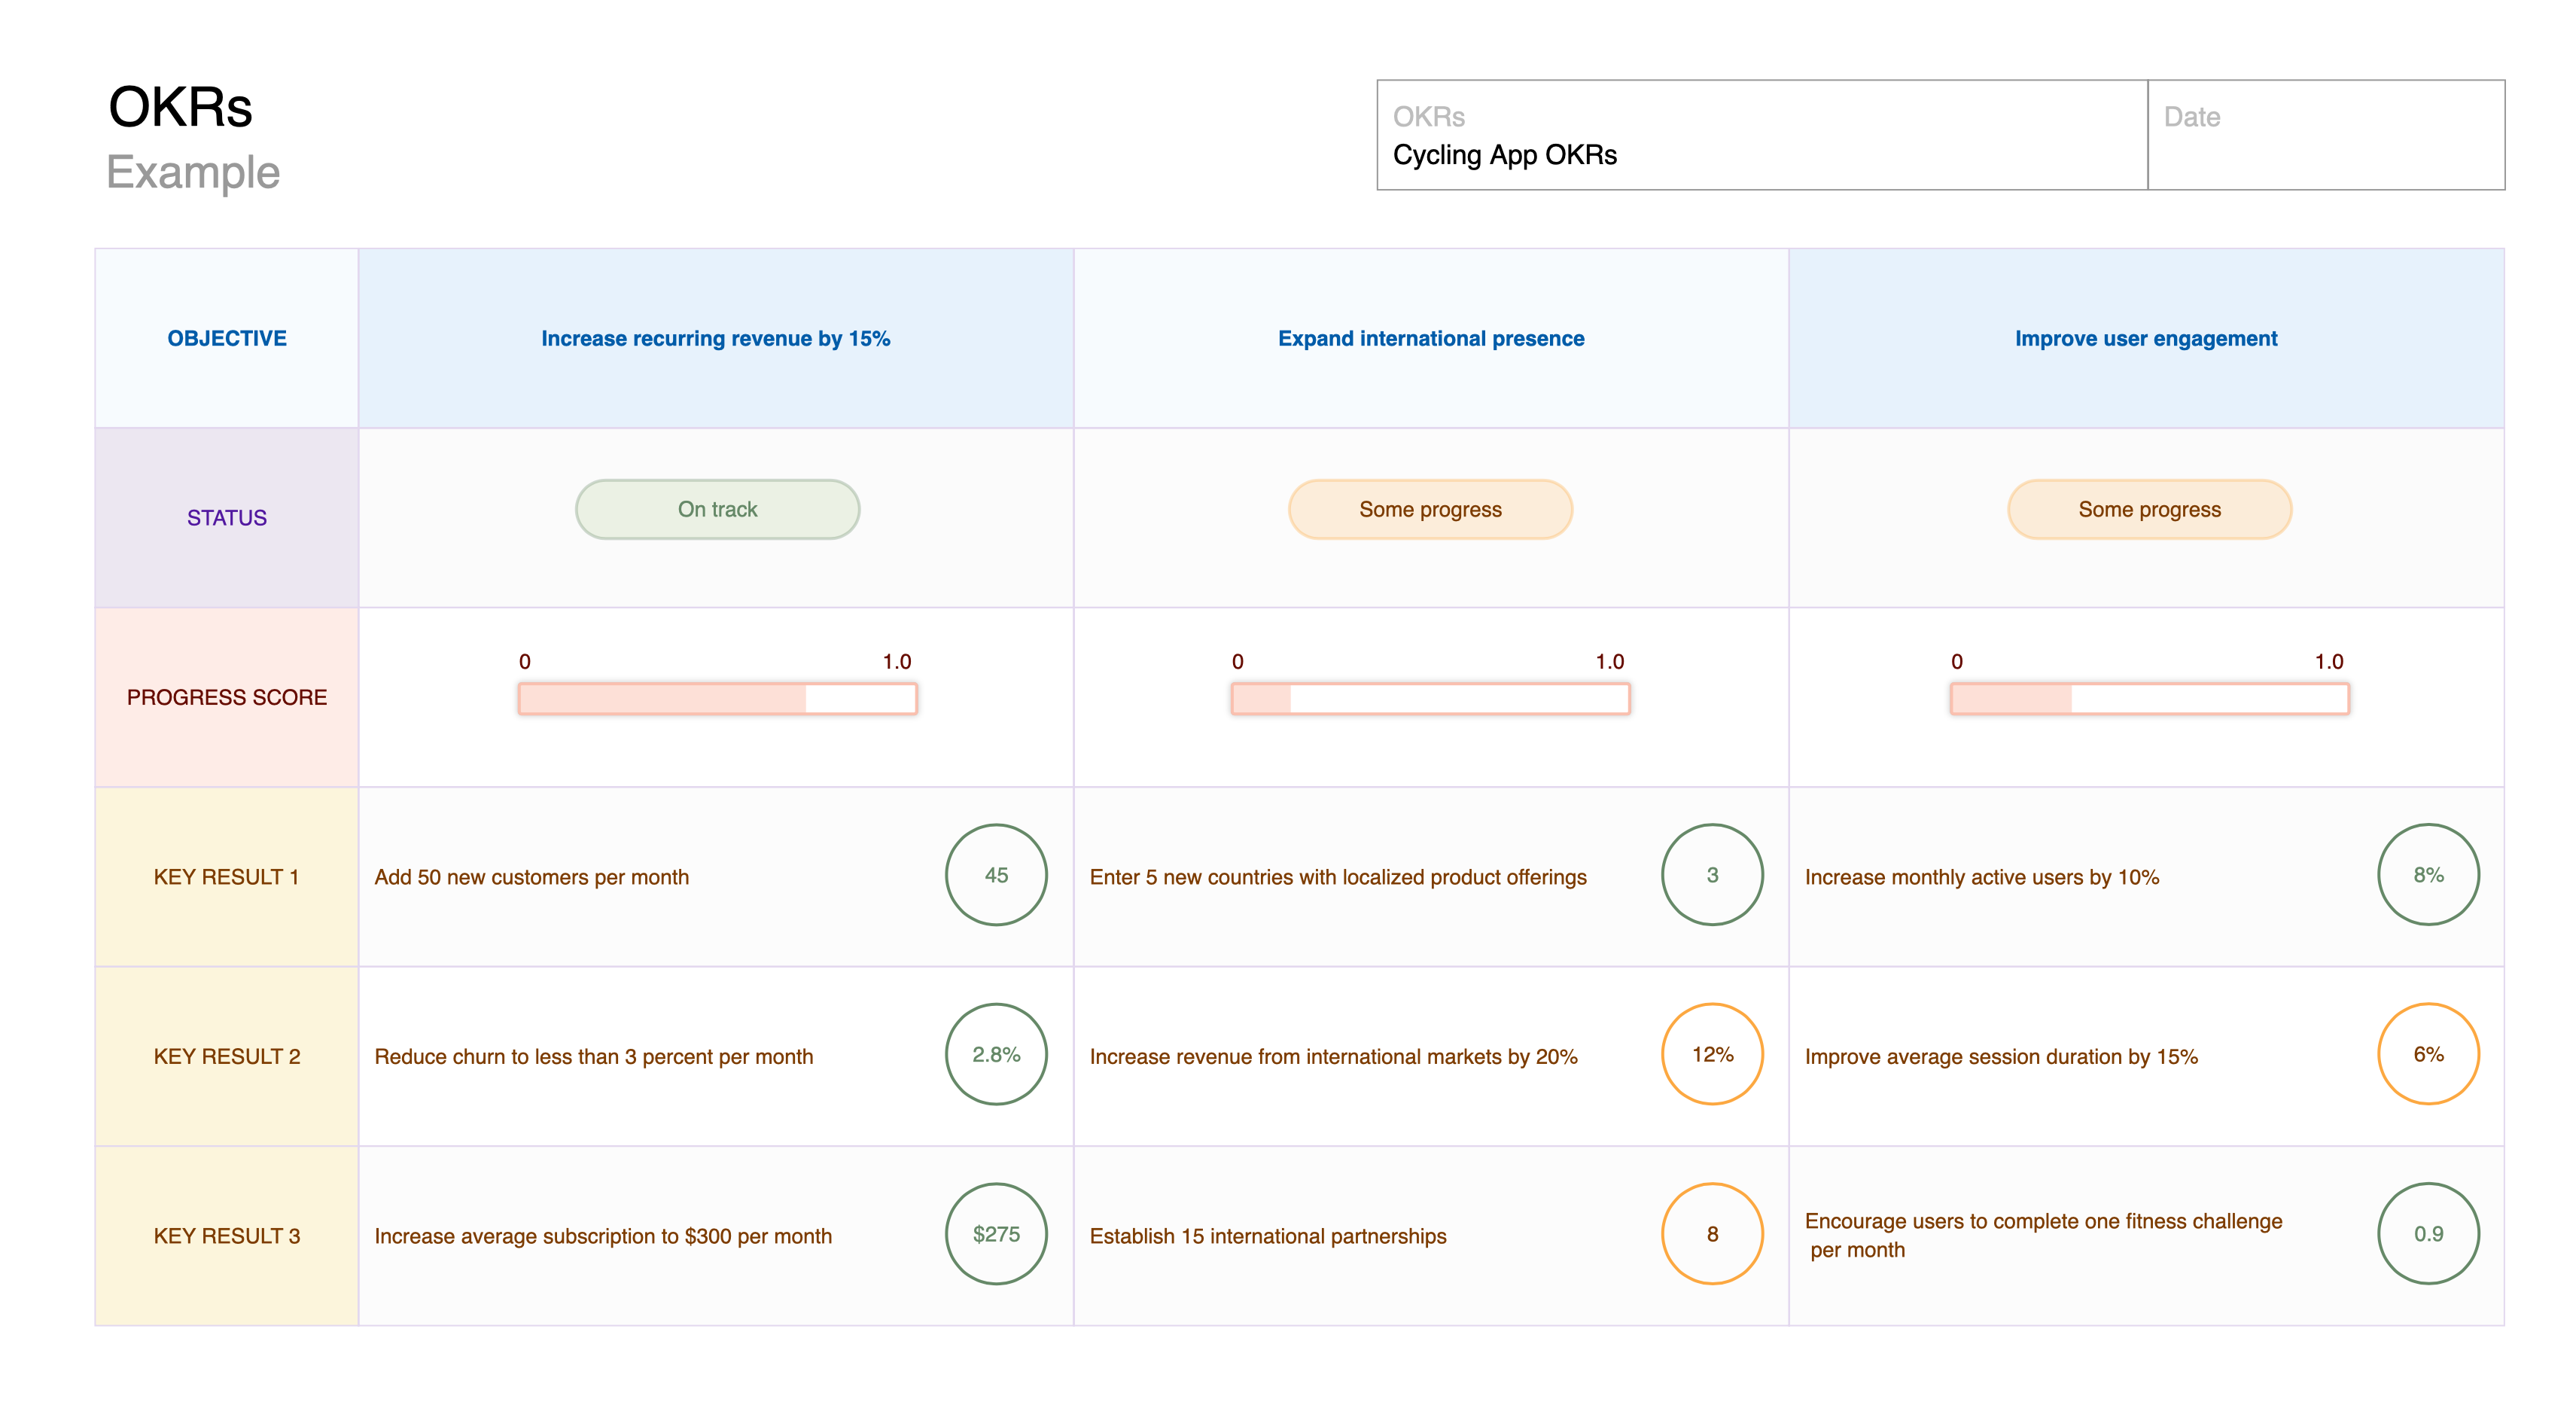 OKRs
Example
OKRs
Cycling App OKRs
Date
OBJECTIVE
Increase recurring revenue by 15%
Expand international presence
Improve user engagement
STATUS
On track
Some progress
Some progress
PROGRESS SCORE
0
1.0
0
1.0
0
1.0
KEY RESULT 1
Add 50 new customers per month
45
Enter 5 new countries with localized product offerings
3
Increase monthly active users by 10%
8%
KEY RESULT 2
Reduce churn to less than 3 percent per month
2.8%
Increase revenue from international markets by 20%
12%
Improve average session duration by 15%
6%
KEY RESULT 3
Increase average subscription to $300 per month
$275
Establish 15 international partnerships
8
Encourage users to complete one fitness challenge
per month
0.9